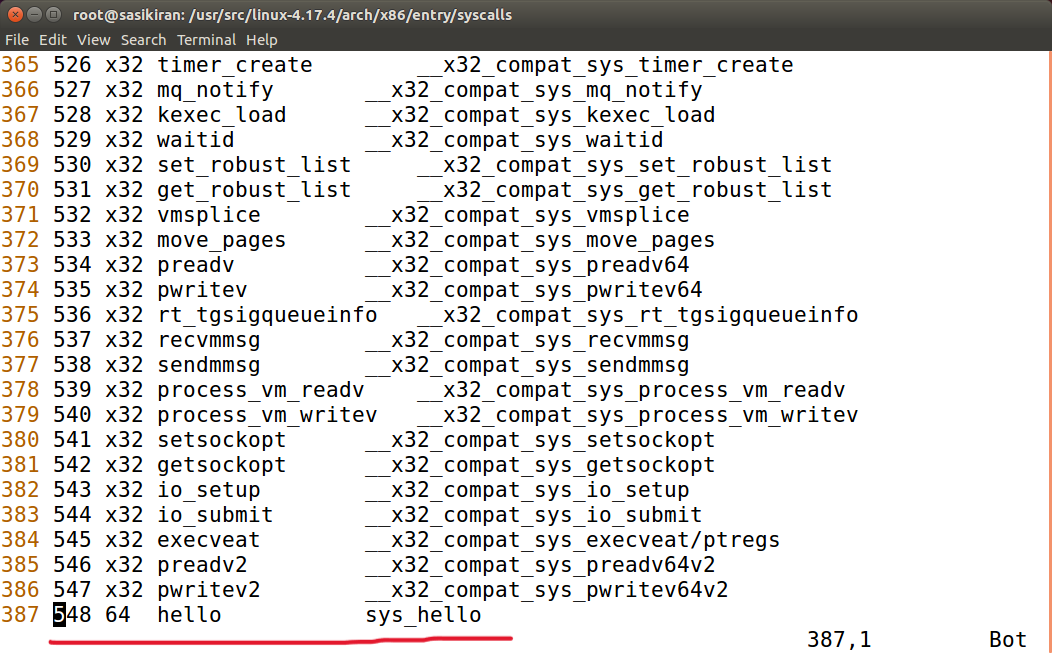 root@sasikiran: /usr/src/linux-4.17.4/arch/x86/entry/syscalls
File Edit View Search Terminal Help
365 526 x32 timer_create __x32_compat_sys_timer_create
366 527 x32 mq_notify __x32_compat_sys_mq_notify
367 528 x32 kexec_load __x32_compat_sys_kexec_load
368 529 x32 waitid __x32_compat_sys_waitid
369 530 x32 set_robust_list __x32_compat_sys_set_robust_list
370 531 x32 get_robust_list __x32_compat_sys_get_robust_list
371 532 x32 vmsplice __x32_compat_sys_vmsplice
372 533 x32 move_pages __x32_compat_sys_move_pages
373 534 x32 preadv __x32_compat_sys_preadv64
374 535 x32 pwritev __x32_compat_sys_pwritev64
375 536 x32 rt_tgsigqueueinfo __x32_compat_sys_rt_tgsigqueueinfo
376 537 x32 recvmmsg __x32_compat_sys_recvmmsg
377 538 x32 sendmmsg __x32_compat_sys_sendmmsg
378 539 x32 process_vm_readv __x32_compat_sys_process_vm_readv
379 540 x32 process_vm_writev __x32_compat_sys_process_vm_writev
380 541 x32 setsockopt __x32_compat_sys_setsockopt
381 542 x32 getsockopt __x32_compat_sys_getsockopt
382 543 x32 io_setup __x32_compat_sys_io_setup
383 544 x32 io_submit __x32_compat_sys_io_submit
384 545 x32 execveat __x32_compat_sys_execveat/ptregs
385 546 x32 preadv2 __x32_compat_sys_preadv64v2
386 547 x32 pwritev2 __x32_compat_sys_pwritev64v2
387 548 64 hello sys_hello
387,1 Bot